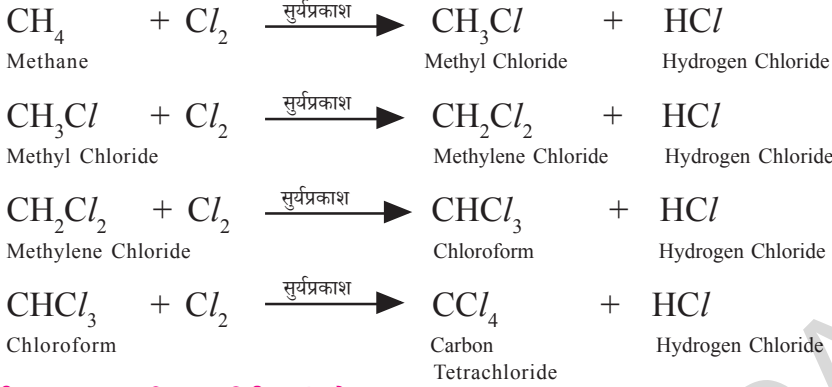 CH₄ + Cl₂ सुर्यप्रकाश CH₃Cl + HCl
Methane Methyl Chloride Hydrogen Chloride
CH₃Cl + Cl₂ सुर्यप्रकाश CH₂Cl₂ + HCl
Methyl Chloride Methylene Chloride Hydrogen Chloride
CH₂Cl₂ + Cl₂ सुर्यप्रकाश CHCl₃ + HCl
Methylene Chloride Chloroform Hydrogen Chloride
CHCl₃ + Cl₂ सुर्यप्रकाश CCl₄ + HCl
Chloroform Carbon Hydrogen Chloride
Tetrachloride